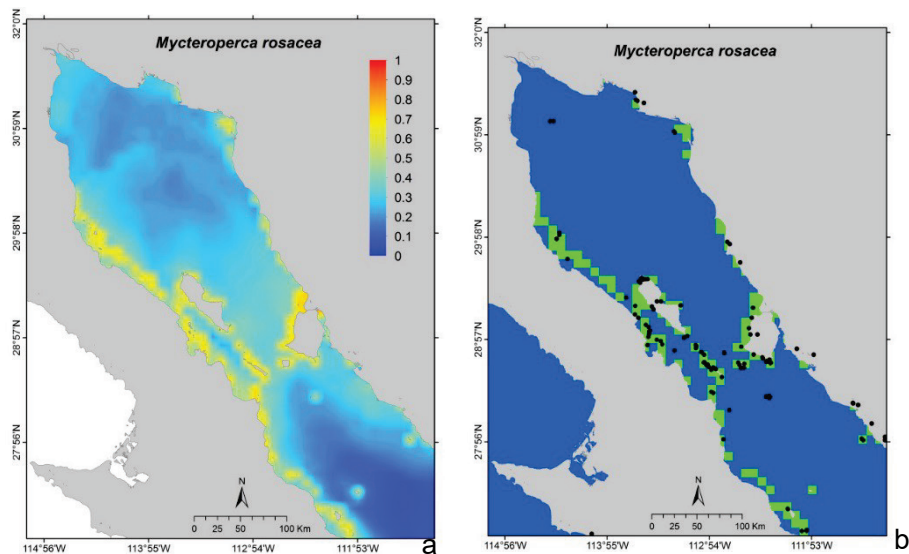 Mycteroperca rosacea
32°0'N
30°59'N
29°58'N
28°57'N
27°56'N
1
0.9
0.8
0.7
0.6
0.5
0.4
0.3
0.2
0.1
0
N
0 25 50 100 Km
114°56'W 113°55'W 112°54'W 111°53'W
a
Mycteroperca rosacea
32°0'N
30°59'N
29°58'N
28°57'N
27°56'N
N
0 25 50 100 Km
114°56'W 113°55'W 112°54'W 111°53'W
b